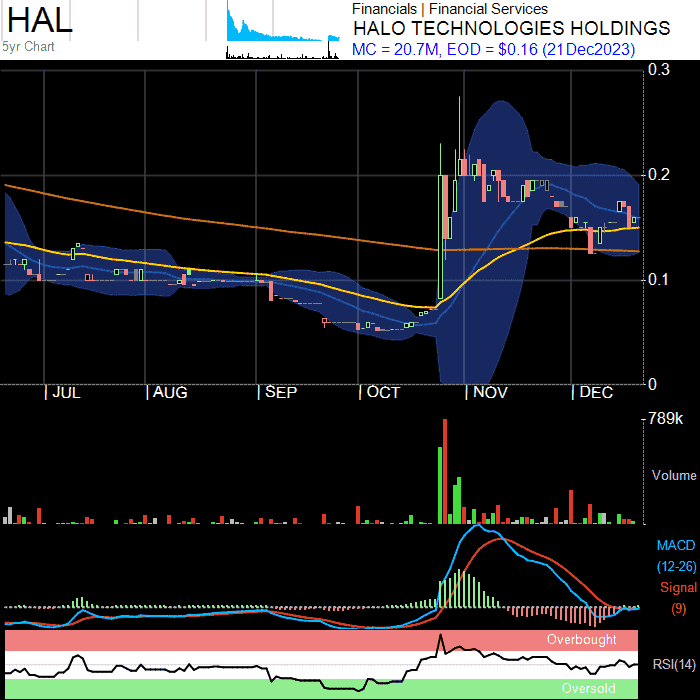 HAL
5yr Chart
Financials | Financial Services
HALO TECHNOLOGIES HOLDINGS
MC = 20.7M, EOD = $0.16 (21Dec2023)
0.3
0.2
0.1
0
JUL
AUG
SEP
OCT
NOV
DEC
789k
Volume
MACD
(12-26)
Signal
(9)
Overbought
RSI(14)
Oversold